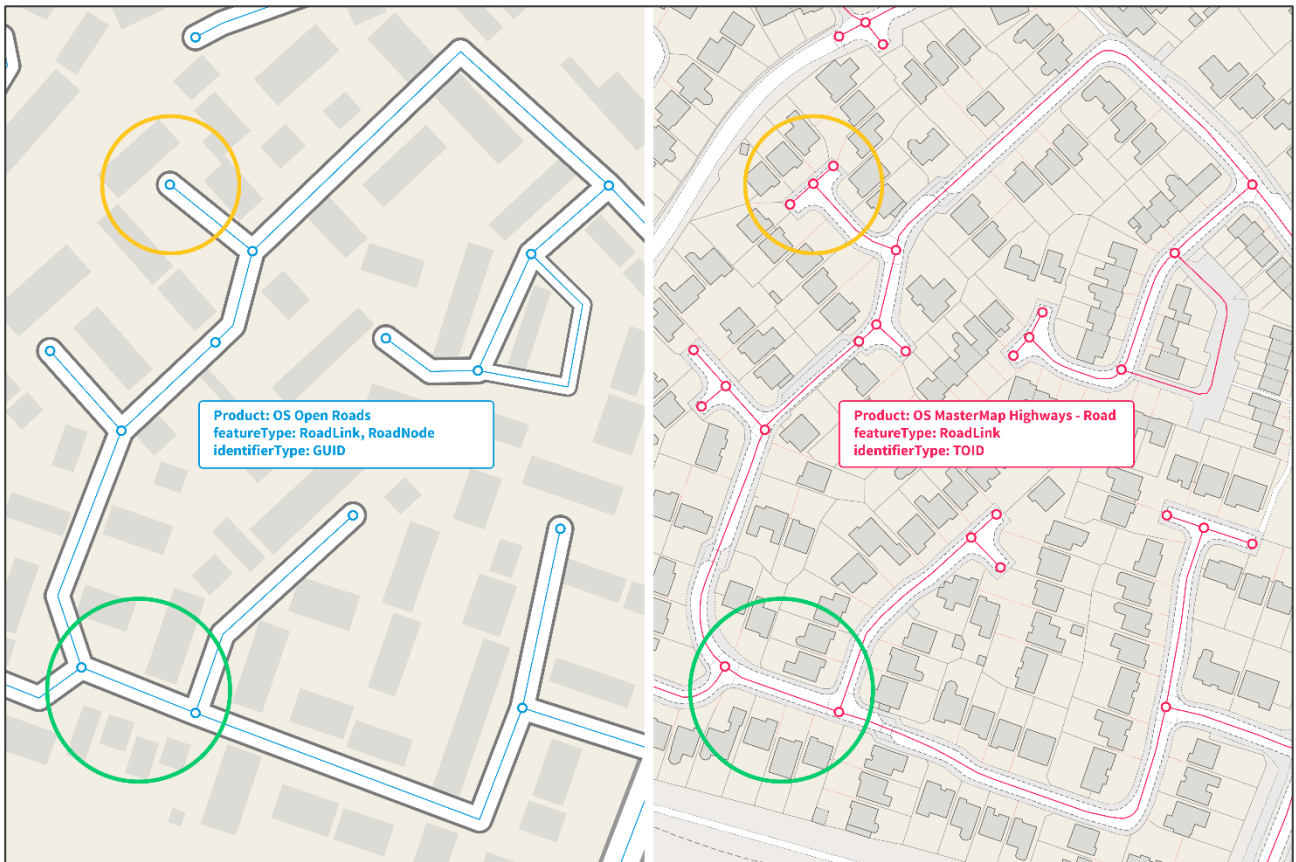 Product: OS Open Roads
featureType: RoadLink, RoadNode
identifierType: GUID
Product: OS MasterMap Highways - Road
featureType: RoadLink
identifierType: TOID